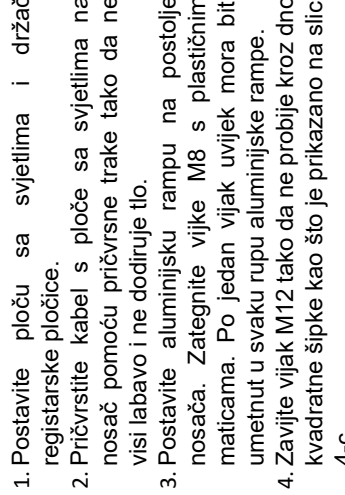 1. Postavite ploču sa svjetlima i držač
registarske pločice.
2. Pričvrstite kabel s ploče sa svjetlima na
nosač pomoću pričvrsne trake tako da ne
visi labavo i ne dodiruje tlo.
3. Postavite aluminijsku rampu na postolje
nosača. Zategnite vijke M8 s plastičnim
maticama. Po jedan vijak uvijek mora bit
umetnut u svaku rupu aluminijske rampe.
4. Zavijte vijak M12 tako da ne probije kroz dno
kvadratne šipke kao što je prikazano na slic
4-c